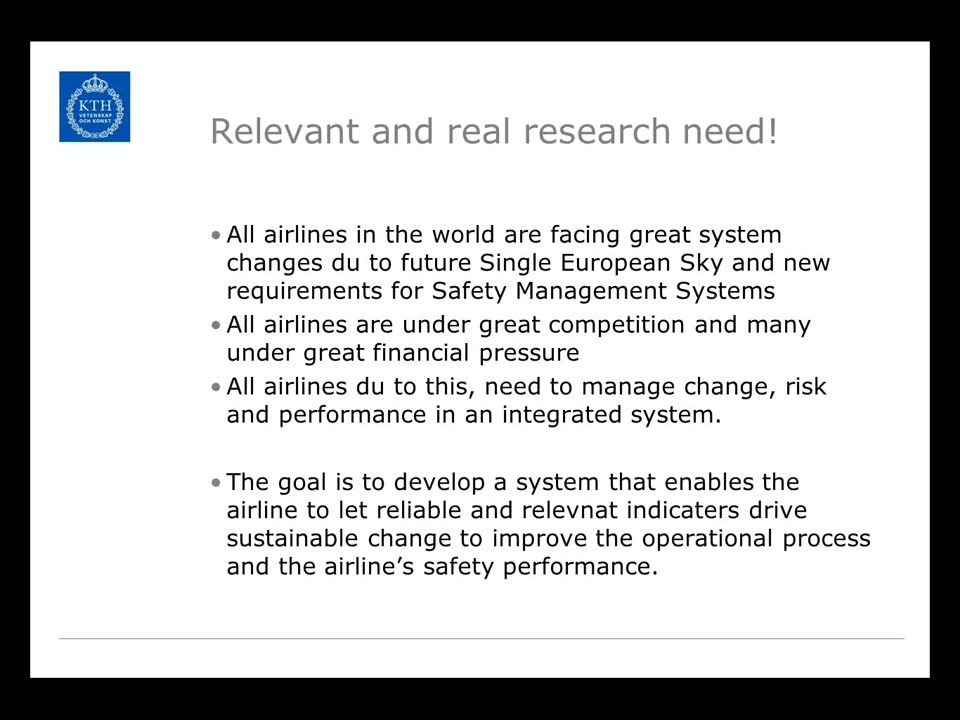 KTH
VETENSKAP
OCH KONST
Relevant and real research need!
• All airlines in the world are facing great system
changes du to future Single European Sky and new
requirements for Safety Management Systems
• All airlines are under great competition and many
under great financial pressure
• All airlines du to this, need to manage change, risk
and performance in an integrated system.
• The goal is to develop a system that enables the
airline to let reliable and relevnat indicaters drive
sustainable change to improve the operational process
and the airline’s safety performance.